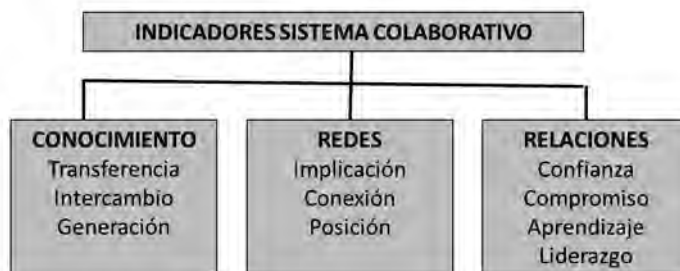 INDICADORES SISTEMA COLABORATIVO
CONOCIMIENTO
Transferencia
Intercambio
Generación
REDES
Implicación
Conexión
Posición
RELACIONES
Confianza
Compromiso
Aprendizaje
Liderazgo